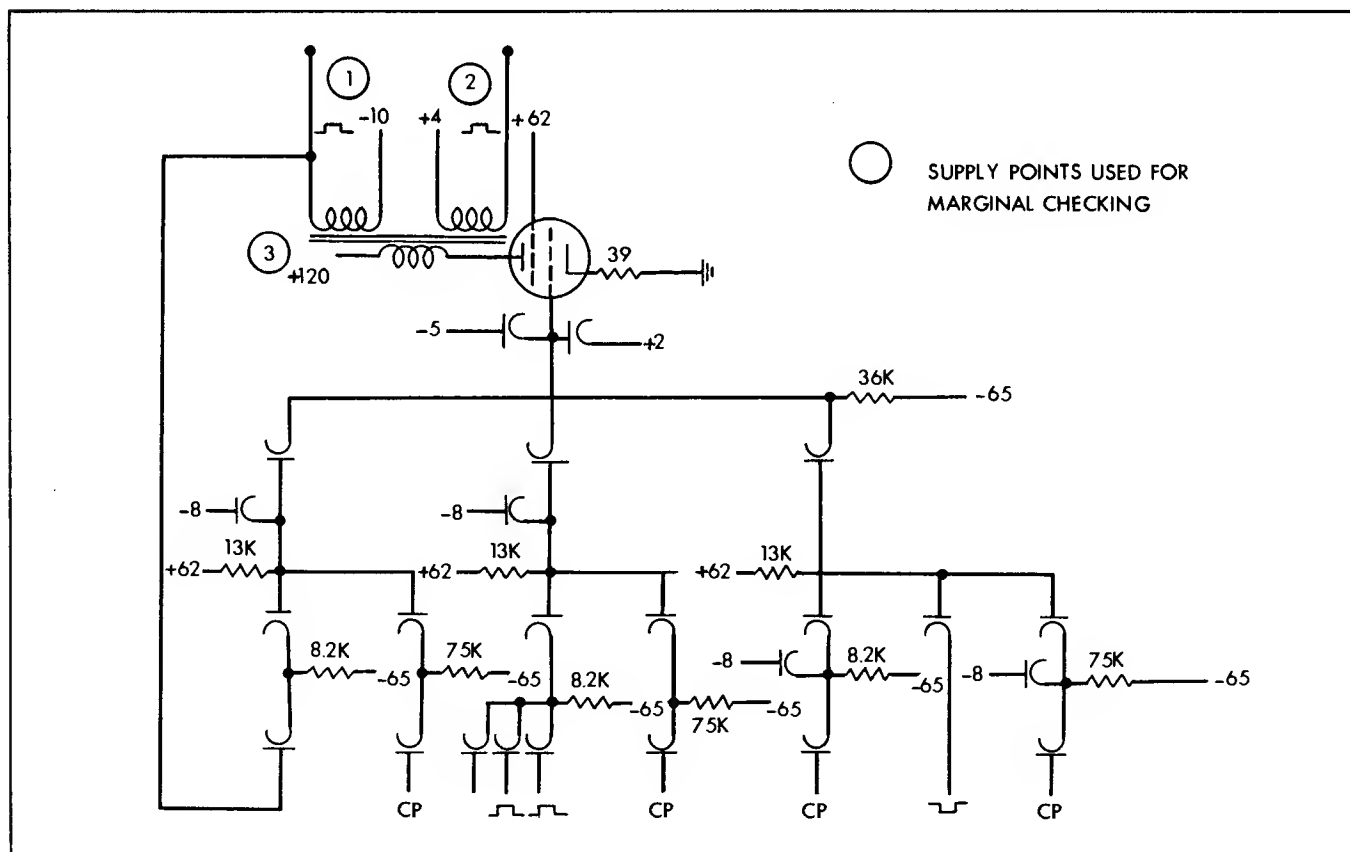 1
2
-10
+4
+62
SUPPLY POINTS USED FOR
MARGINAL CHECKING
3
+120
39
-5
+2
36K
-65
-8
-8
13K
13K
13K
+62
+62
+62
8.2K
75K
8.2K
75K
-8
-8
-65
-65
-65
-65
8.2K
-65
75K
-65
CP
CP
CP
CP